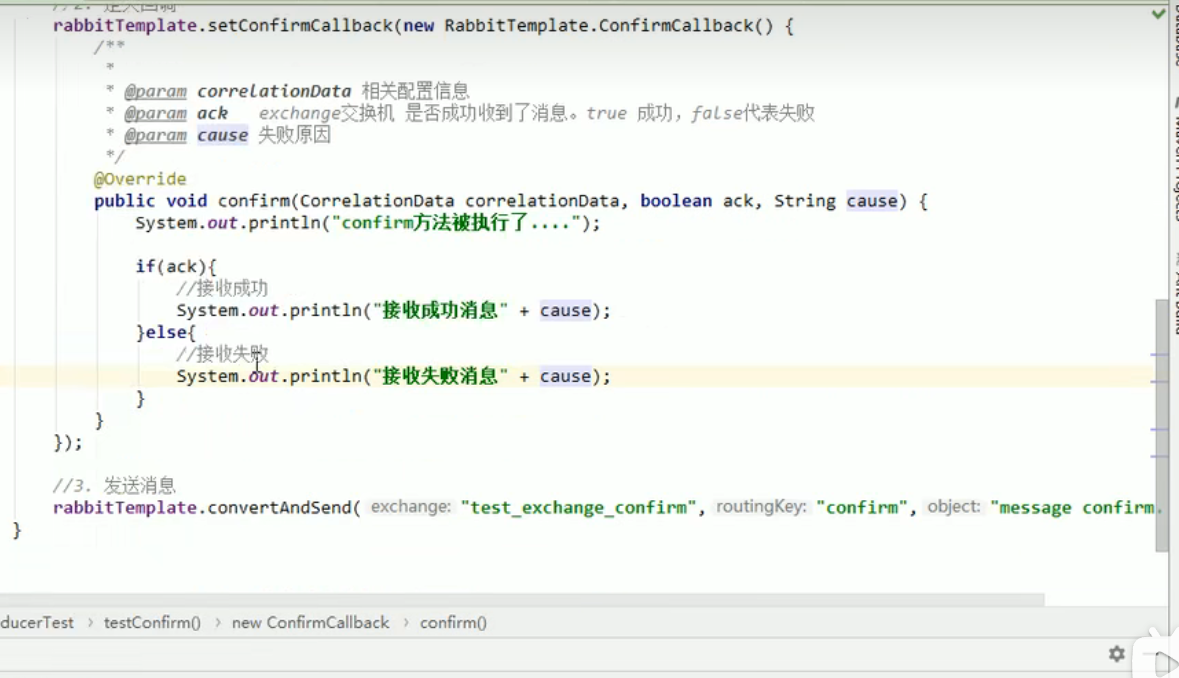 rabbitTemplate.setConfirmCallback(new RabbitTemplate.ConfirmCallback() {
/**
*
* @param correlationData 相关配置信息
* @param ack exchange交换机 是否成功收到了消息。true 成功，false代表失败
* @param cause 失败原因
*/
@Override
public void confirm(CorrelationData correlationData, boolean ack, String cause) {
System.out.println("confirm方法被执行了....");
if(ack){
//接收成功
System.out.println("接收成功消息" + cause);
}else{
//接收失败
System.out.println("接收失败消息" + cause);
}
}
});
//3. 发送消息
rabbitTemplate.convertAndSend( exchange: "test_exchange_confirm", routingKey: "confirm", object: "message confirm.
}
ducerTest › testConfirm() › new ConfirmCallback › confirm()